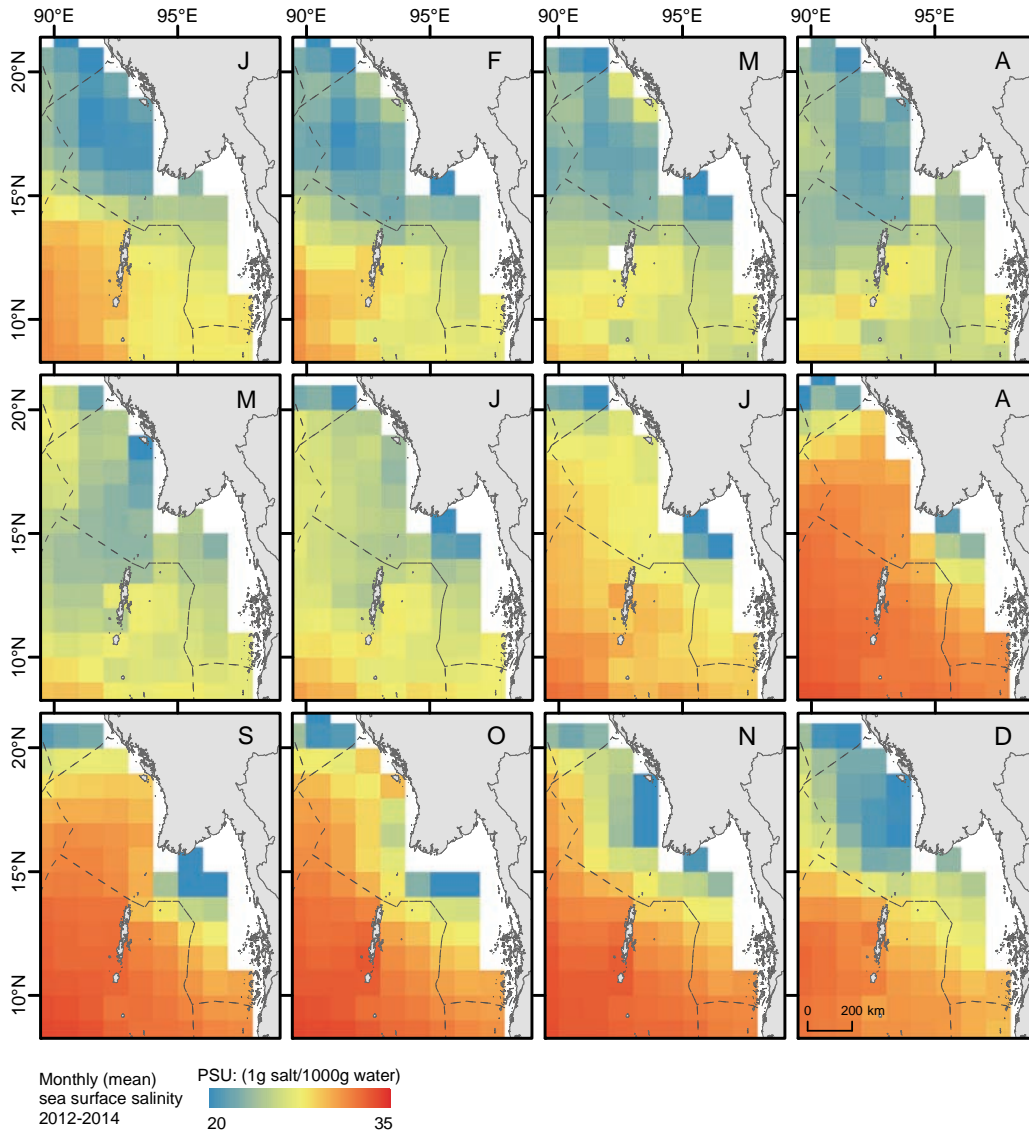 90°E 95°E 90°E 95°E 90°E 95°E 90°E 95°E
J F M A
20°N
15°N
10°N
M J J A
20°N
15°N
10°N
S O N D
20°N
15°N
10°N
0 200 km
Monthly (mean)
sea surface salinity
2012-2014
PSU: (1g salt/1000g water)
20 35